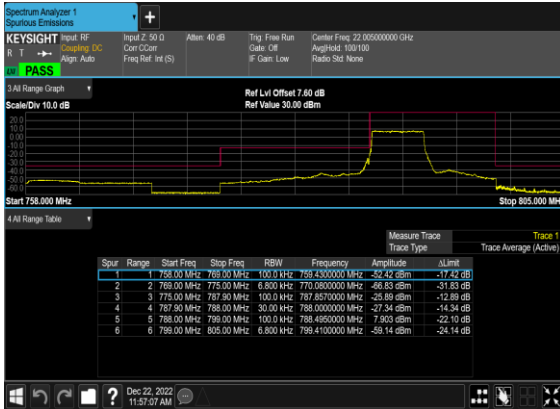 Spectrum Analyzer 1
Spurious Emissions
KEYSIGHT Input: RF Input Z: 50 Ω Atten: 40 dB Trig: Free Run Center Freq: 22.005000000 GHz
R T Coupling: DC Corr CCorr Gate: Off Avg|Hold: 100/100
Align: Auto Freq Ref: Int (S) IF Gain: Low Radio Std: None
PASS
3 All Range Graph
Scale/Div 10.0 dB
Ref Lvl Offset 7.60 dB
Ref Value 30.00 dBm
20.0
10.0
0.00
-10.0
-20.0
-30.0
-40.0
-50.0
-60.0
Start 758.000 MHz Stop 805.000 MH
4 All Range Table
Measure Trace Trace 1
Trace Type Trace Average (Active)
Spur Range Start Freq Stop Freq RBW Frequency Amplitude ΔLimit
1 1 758.00 MHz 769.00 MHz 100.0 kHz 759.4300000 MHz -52.42 dBm -17.42 dB
2 2 769.00 MHz 775.00 MHz 6.800 kHz 770.0800000 MHz -66.83 dBm -31.83 dB
3 3 775.00 MHz 787.90 MHz 100.0 kHz 787.8570000 MHz -25.89 dBm -12.89 dB
4 4 787.90 MHz 788.00 MHz 30.00 kHz 788.0000000 MHz -27.34 dBm -14.34 dB
5 5 788.00 MHz 799.00 MHz 100.0 kHz 788.4950000 MHz 7.903 dBm -22.10 dB
6 6 799.00 MHz 805.00 MHz 6.800 kHz 799.4100000 MHz -59.14 dBm -24.14 dB
Dec 22, 2022
11:57:07 AM